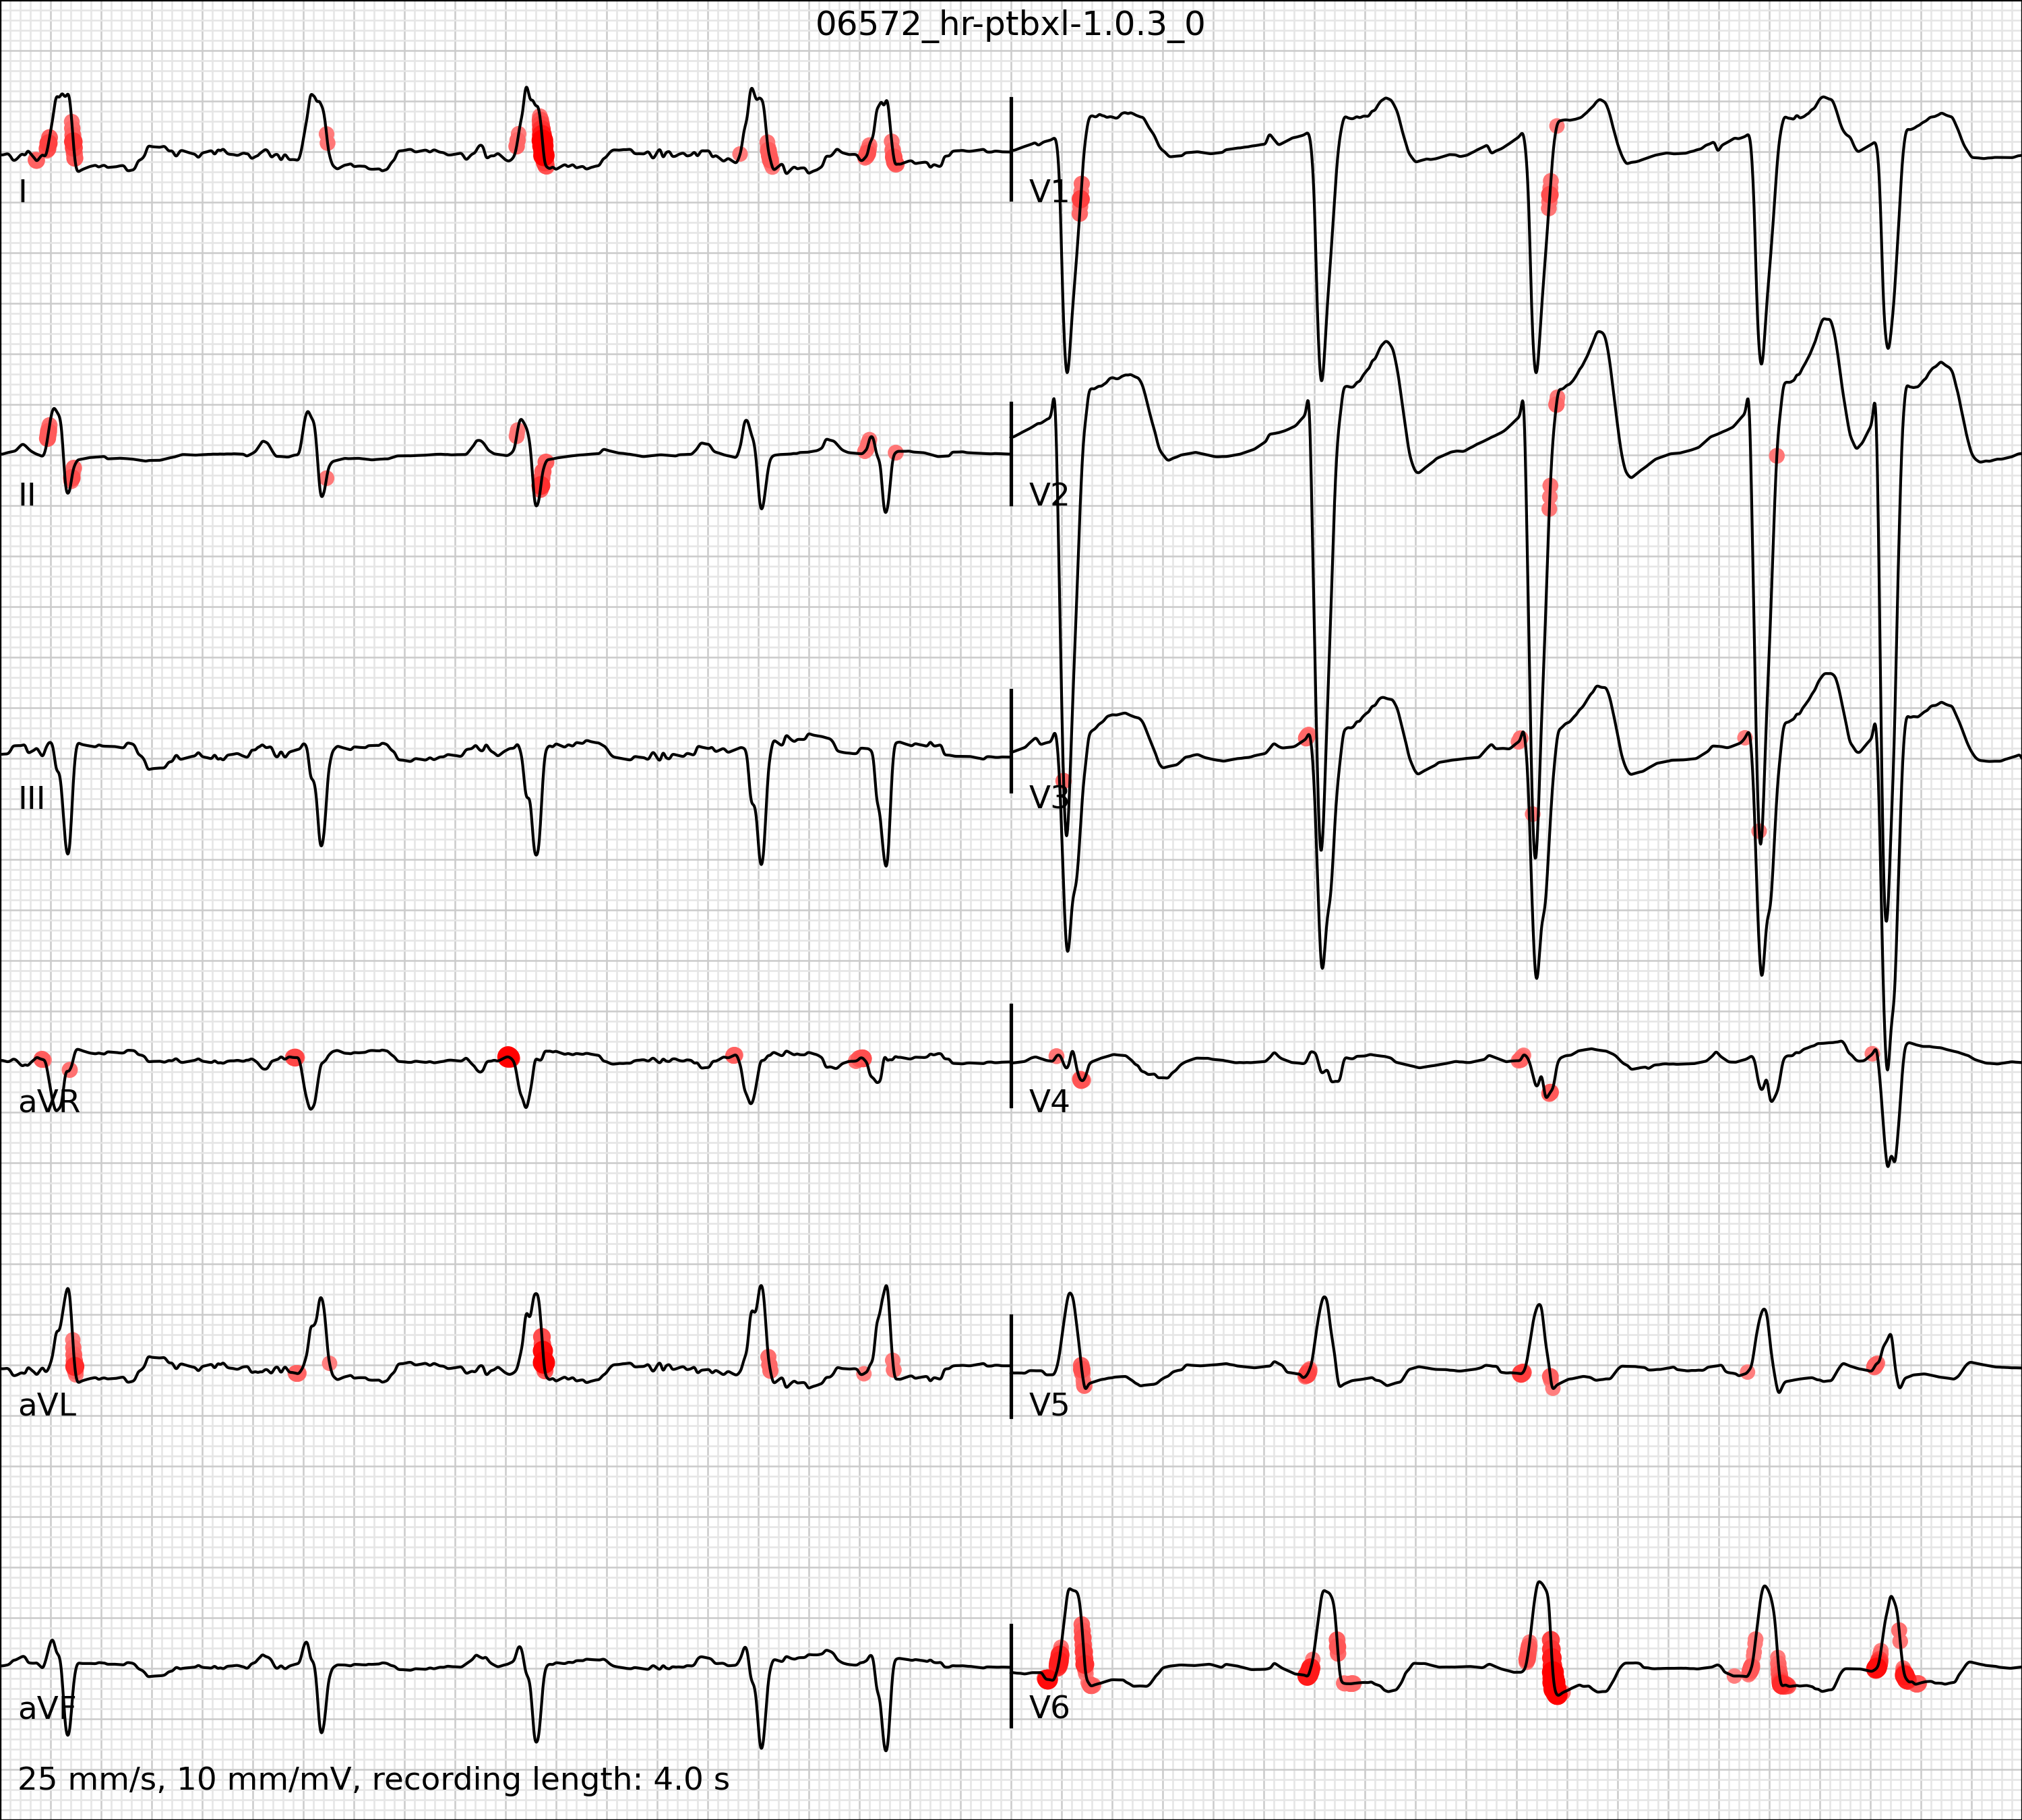 06572_hr-ptbxl-1.0.3_0
I
V1
II
V2
III
V3
aVR
V4
aVL
V5
aVF
V6
25 mm/s, 10 mm/mV, recording length: 4.0 s